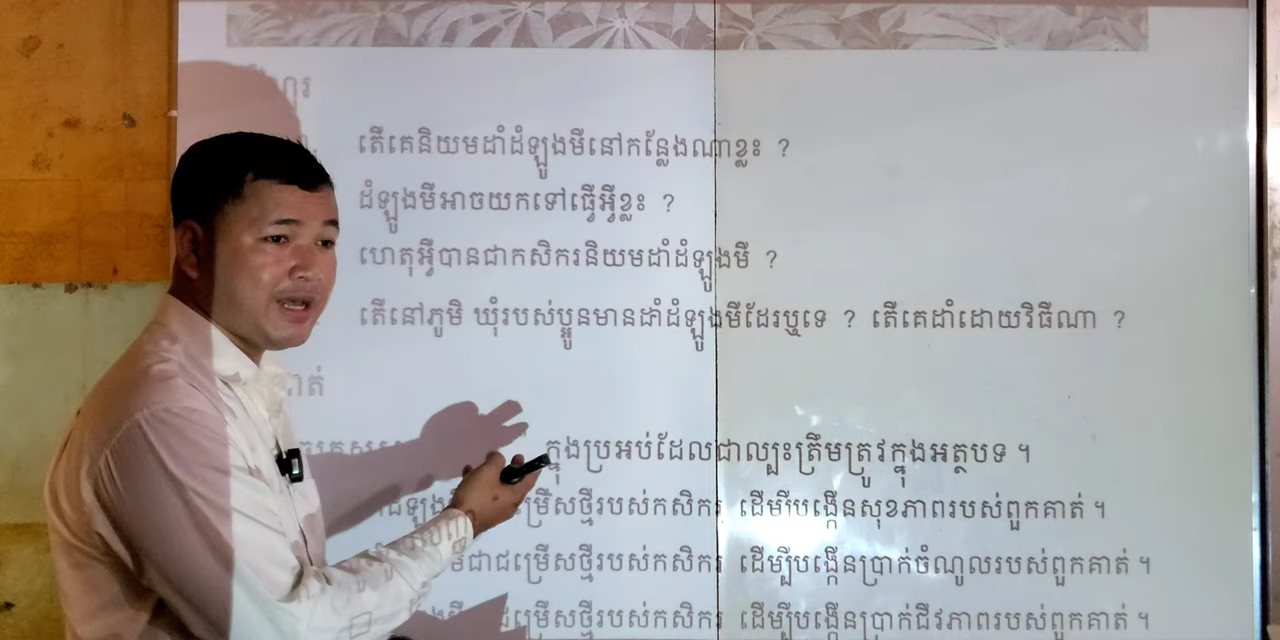 តើគេនិយមដាំដំឡូងមីនៅកន្លែងណាខ្លះ ?
ដំឡូងមីអាចយកទៅធ្វើអ្វីខ្លះ ?
ហេតុអ្វីបានជាកសិករនិយមដាំដំឡូងមី ?
តើនៅភូមិ ឃុំរបស់ប្អូនមានដាំដំឡូងមីដែរឬទេ ? តើគេដាំដោយវិធីណា ?
ក្នុងប្រអប់ដែលជាល្បះត្រឹមត្រូវក្នុងអត្ថបទ ។
ជម្រើសថ្មីរបស់កសិករ ដើម្បីបង្កើនសុខភាពរបស់ពួកគាត់ ។
មីជាជម្រើសថ្មីរបស់កសិករ ដើម្បីបង្កើនប្រាក់ចំណូលរបស់ពួកគាត់ ។
ជម្រើសថ្មីរបស់កសិករ ដើម្បីបង្កើនប្រាក់ជីវភាពរបស់ពួកគាត់ ។